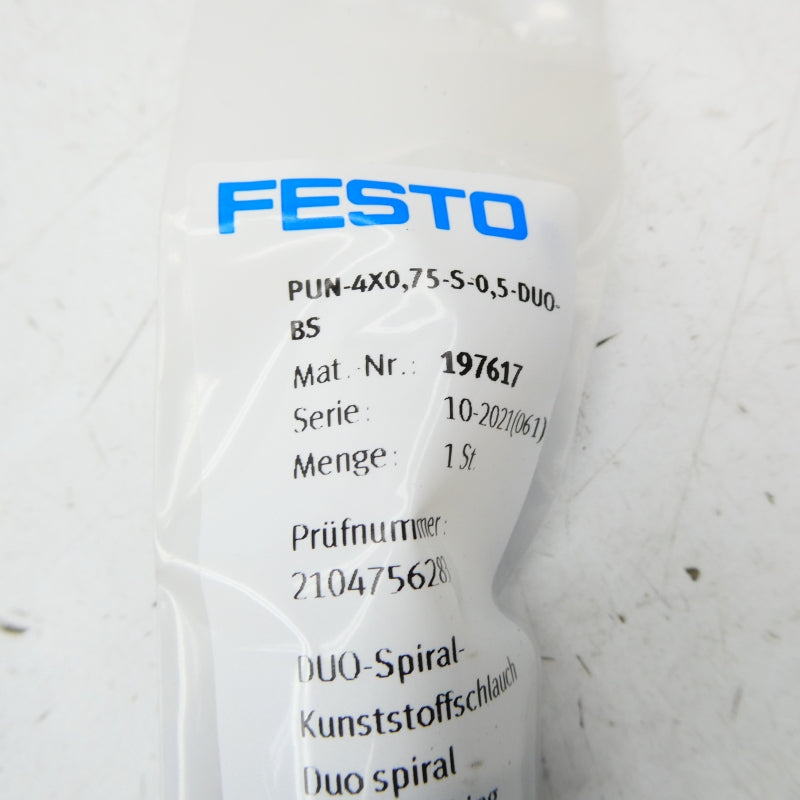 FESTO
PUN-4X0,75-S-0,5-DUO-
BS
Mat.-Nr.: 197617
Serie: 10-2021(061)
Menge: 1 St.
Prüfnummer:
DUO-Spiral-
Kunststoffschlauch
Duo spiral